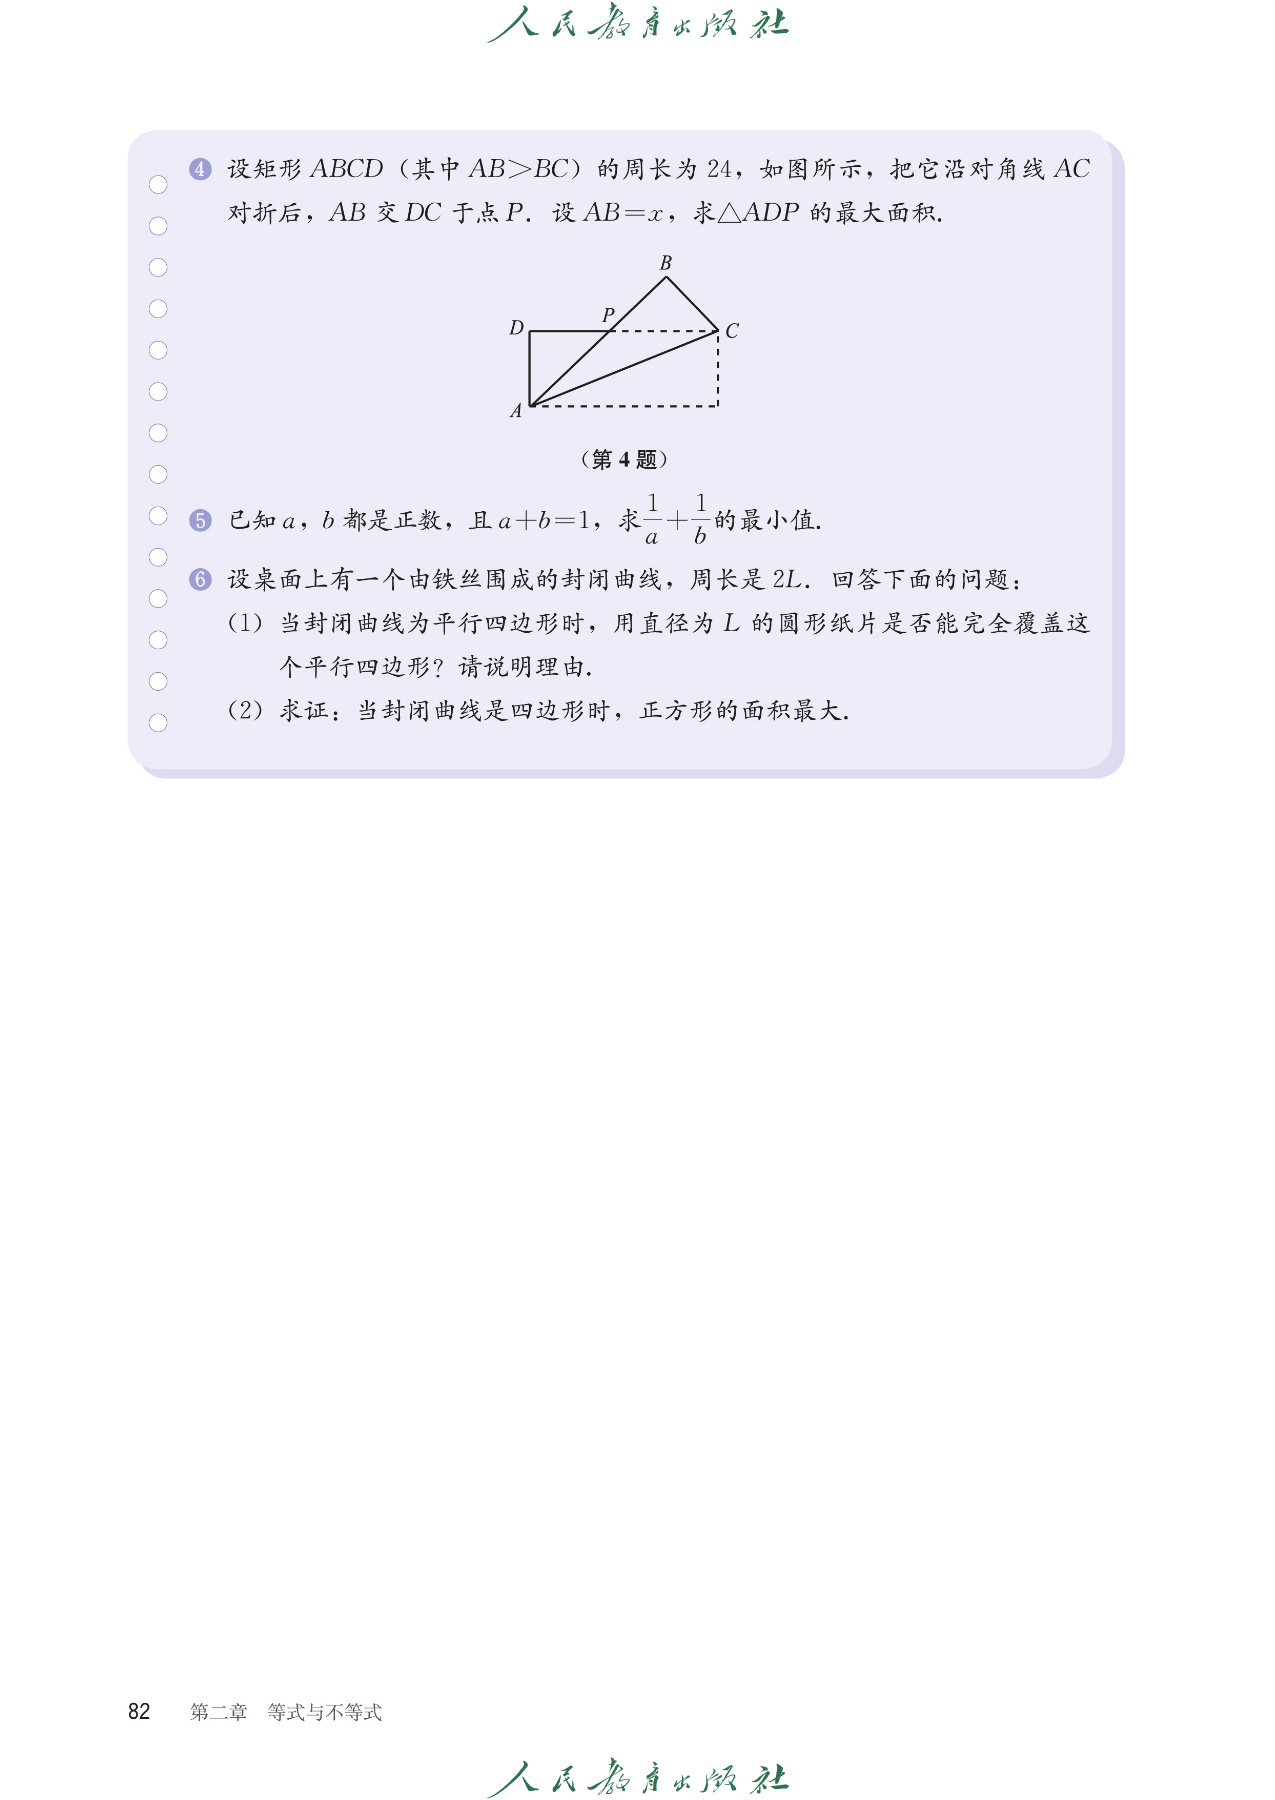 人民教育出版社
4 设矩形 ABCD（其中 AB＞BC）的周长为 24，如图所示，把它沿对角线 AC
对折后，AB 交 DC 于点 P．设 AB＝x，求△ADP 的最大面积．
B
D P C
A
（第 4 题）
5 已知 a，b 都是正数，且 a＋b＝1，求 1/a＋1/b 的最小值．
6 设桌面上有一个由铁丝围成的封闭曲线，周长是 2L．回答下面的问题：
（1）当封闭曲线为平行四边形时，用直径为 L 的圆形纸片是否能完全覆盖这
个平行四边形？请说明理由．
（2）求证：当封闭曲线是四边形时，正方形的面积最大．
82 第二章 等式与不等式
人民教育出版社